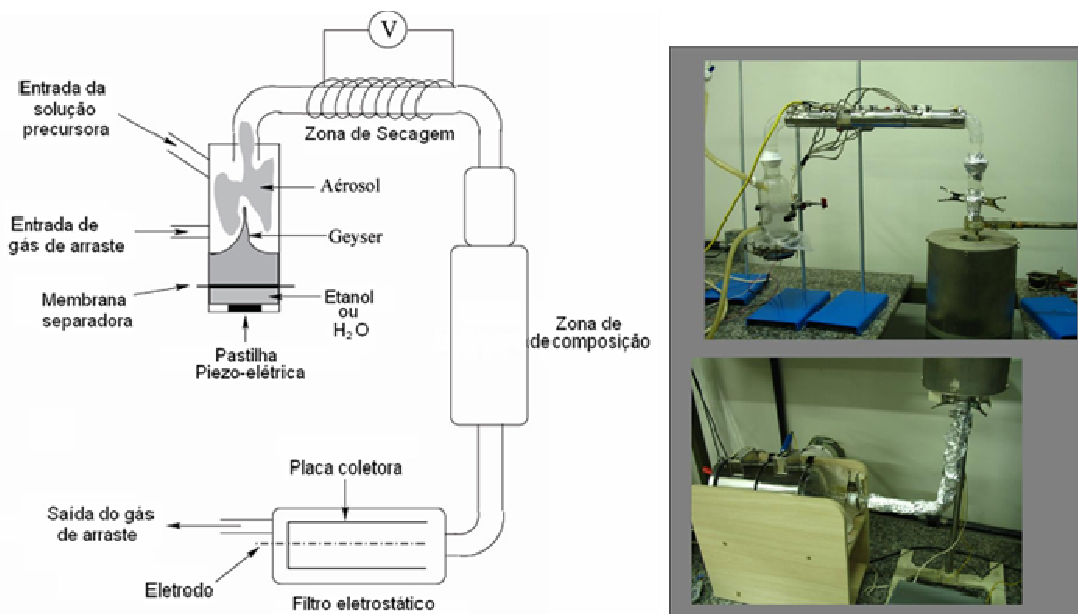 V
Entrada da
solução
precursora
Zona de Secagem
Aérosol
Entrada de
gás de arraste
Geyser
Membrana
separadora
Etanol
ou
H2O
Pastilha
Piezo-elétrica
Zona de
decomposição
Placa coletora
Saída do gás
de arraste
Eletrodo
Filtro eletrostático